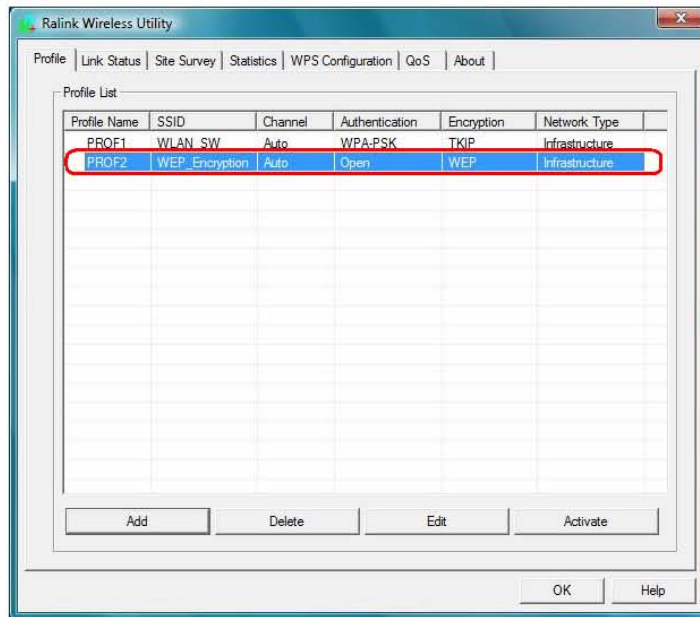 Ralink Wireless Utility
Profile Link Status Site Survey Statistics WPS Configuration QoS About
Profile List
Profile Name SSID Channel Authentication Encryption Network Type
PROF1 WLAN_SW Auto WPA-PSK TKIP Infrastructure
PROF2 WEP_Encryption Auto Open WEP Infrastructure
Add Delete Edit Activate
OK Help